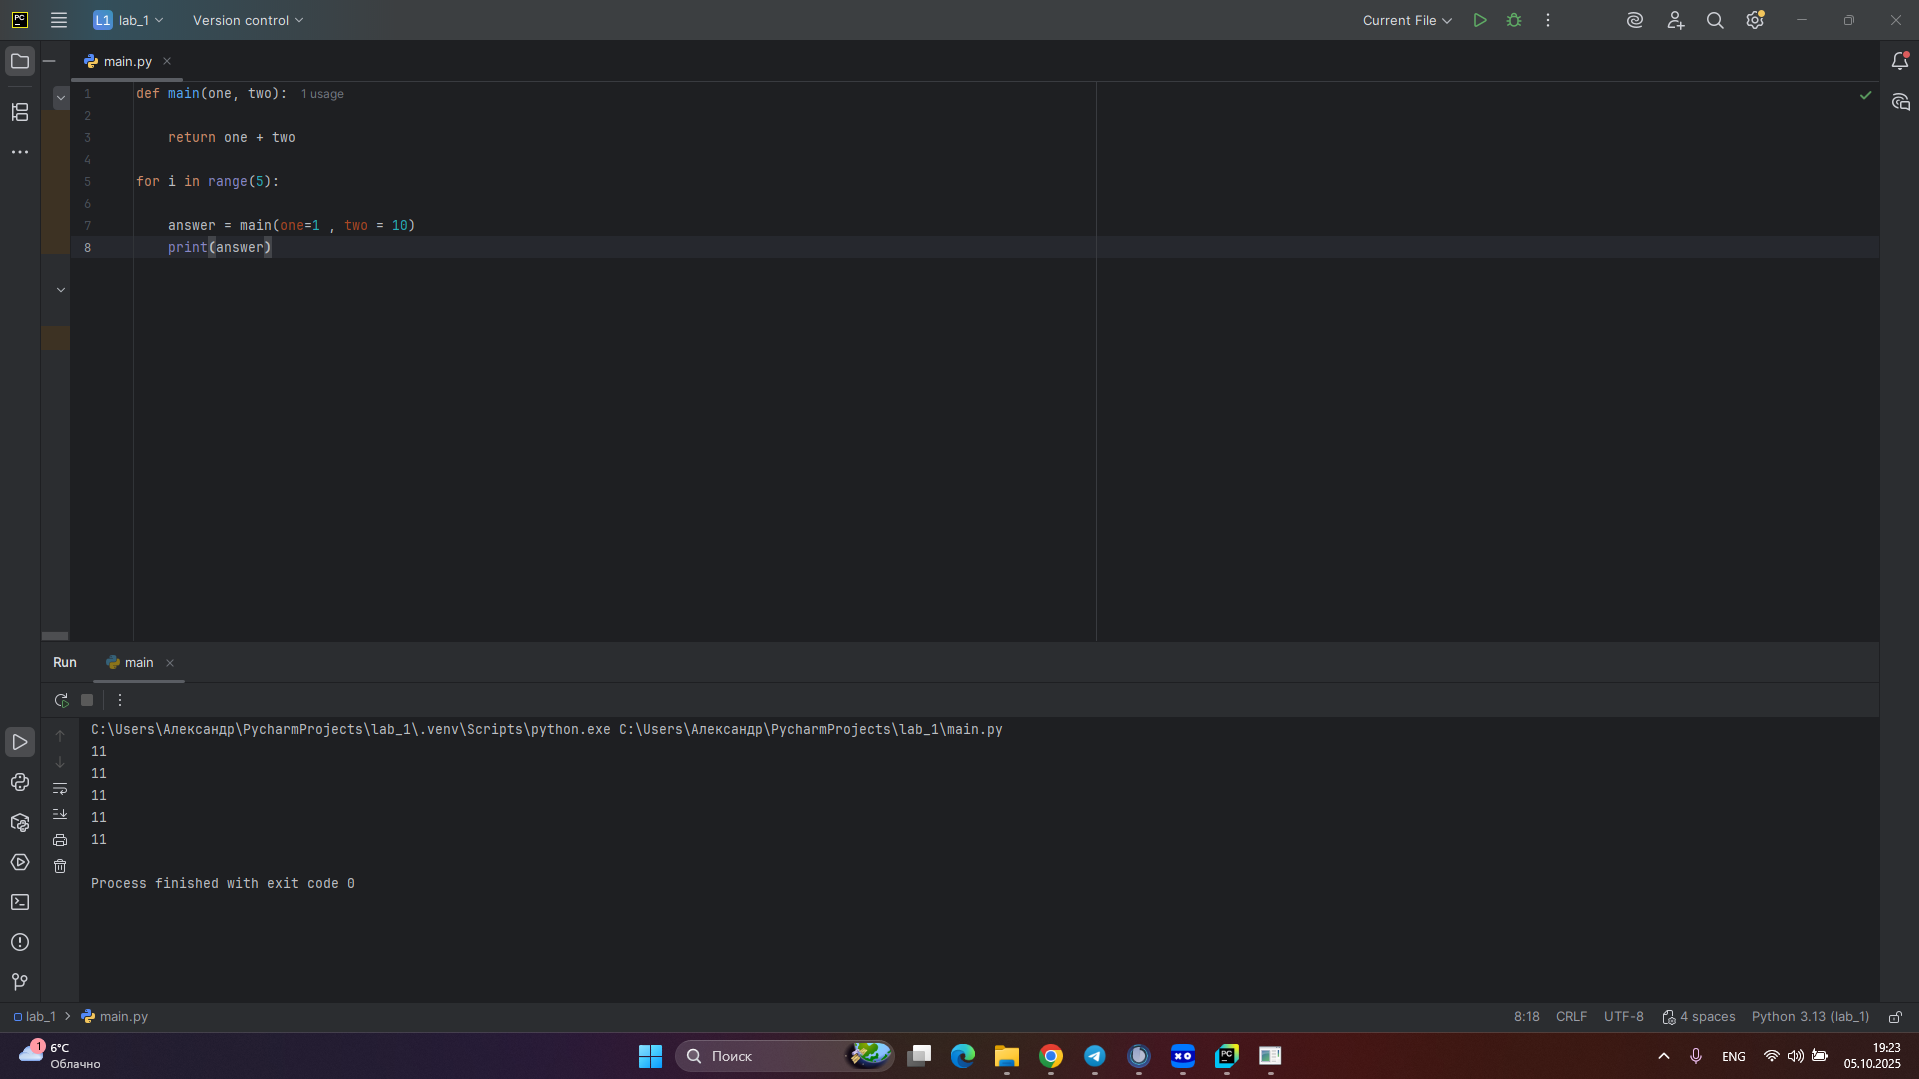 PC L1 lab_1 Version control Current File
main.py
1 def main(one, two): 1 usage
2
3 return one + two
4
5 for i in range(5):
6
7 answer = main(one=1 , two = 10)
8 print(answer)
Run main
C:\Users\Александр\PycharmProjects\lab_1\.venv\Scripts\python.exe C:\Users\Александр\PycharmProjects\lab_1\main.py
11
11
11
11
11
Process finished with exit code 0
lab_1 main.py 8:18 CRLF UTF-8 4 spaces Python 3.13 (lab_1)
1 6°C
Облачно
Поиск
XO
PC
ENG
19:23
05.10.2025